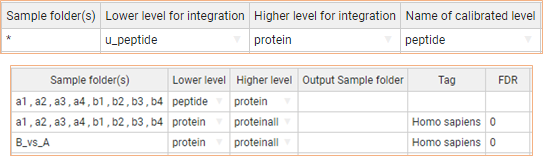 Sample folder(s) Lower level for integration Higher level for integration Name of calibrated level
* u_peptide protein peptide
Sample folder(s) Lower level Higher level Output Sample folder Tag FDR
a1 , a2 , a3 , a4 , b1 , b2 , b3 , b4 peptide protein
a1 , a2 , a3 , a4 , b1 , b2 , b3 , b4 protein proteinall Homo sapiens 0
B_vs_A protein proteinall Homo sapiens 0